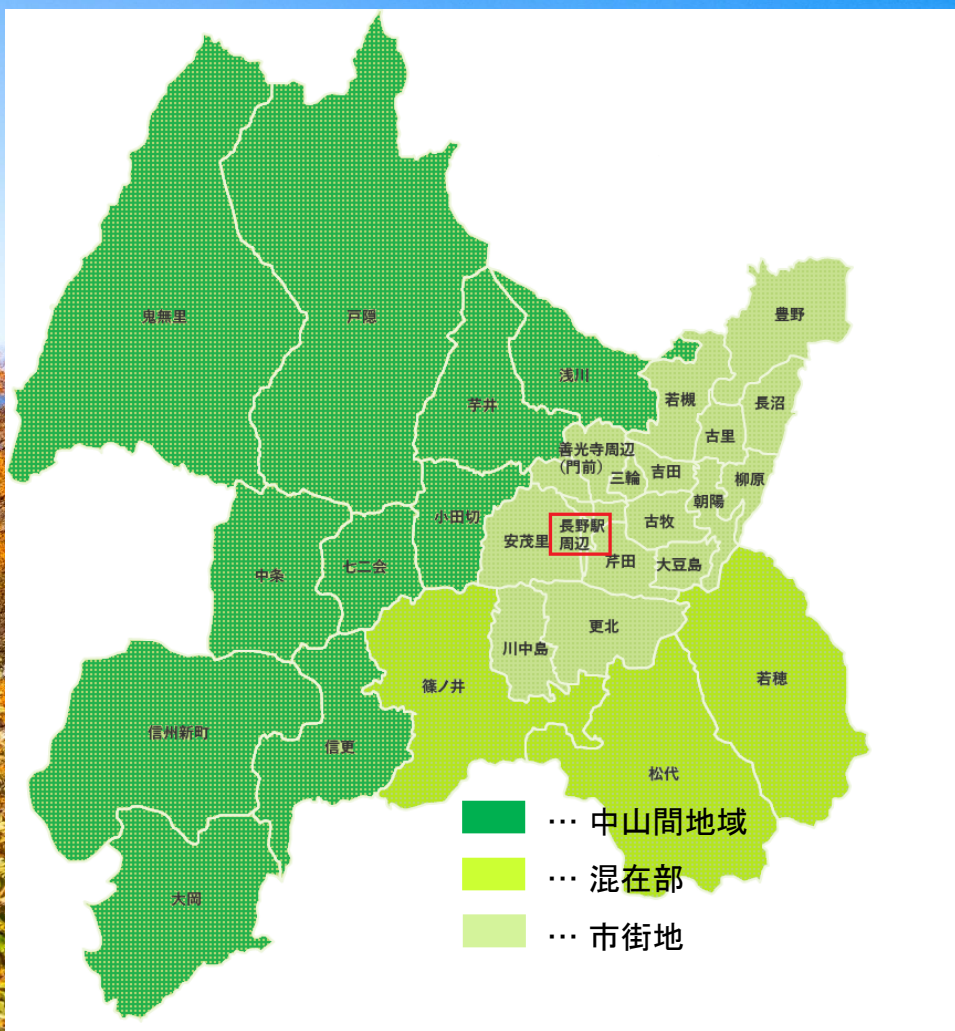 鬼無里
戸隠
豊野
浅川
芋井
若槻
長沼
古里
善光寺周辺
(門前)
三輪
吉田
柳原
朝陽
小田切
古牧
長野駅
周辺
安茂里
芹田
大豆島
中条
七二会
更北
川中島
篠ノ井
若穂
信州新町
信更
松代
大岡
… 中山間地域
… 混在部
… 市街地